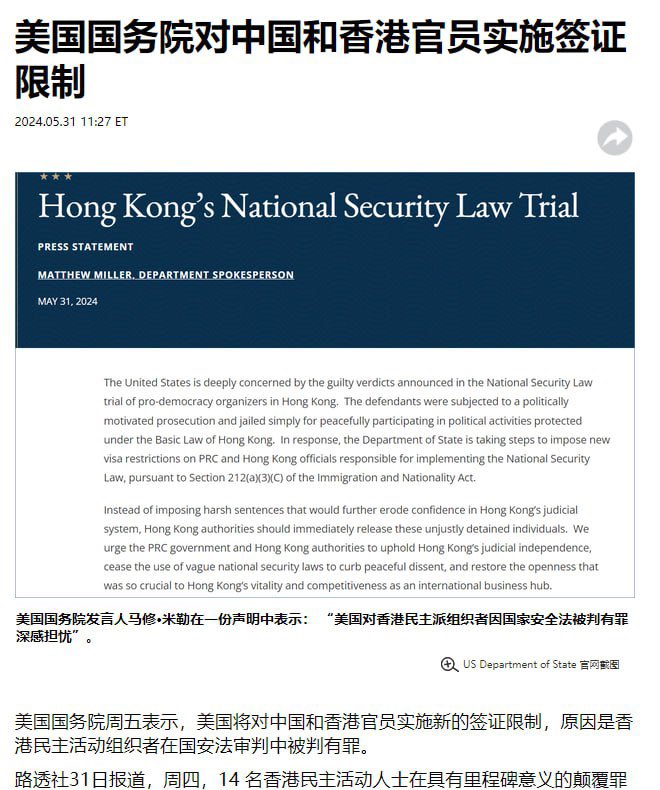 美国国务院对中国和香港官员实施签证
限制
2024.05.31 11:27 ET
★ ★ ★
Hong Kong’s National Security Law Trial
PRESS STATEMENT
MATTHEW MILLER, DEPARTMENT SPOKESPERSON
MAY 31, 2024
The United States is deeply concerned by the guilty verdicts announced in the National Security Law
trial of pro-democracy organizers in Hong Kong.  The defendants were subjected to a politically
motivated prosecution and jailed simply for peacefully participating in political activities protected
under the Basic Law of Hong Kong.  In response, the Department of State is taking steps to impose new
visa restrictions on PRC and Hong Kong officials responsible for implementing the National Security
Law, pursuant to Section 212(a)(3)(C) of the Immigration and Nationality Act.
Instead of imposing harsh sentences that would further erode confidence in Hong Kong’s judicial
system, Hong Kong authorities should immediately release these unjustly detained individuals.  We
urge the PRC government and Hong Kong authorities to uphold Hong Kong’s judicial independence,
cease the use of vague national security laws to curb peaceful dissent, and restore the openness that
was so crucial to Hong Kong’s vitality and competitiveness as an international business hub.
美国国务院发言人马修•米勒在一份声明中表示： “美国对香港民主派组织者因国家安全法被判有罪
深感担忧”。
US Department of State 官网截图
美国国务院周五表示，美国将对中国和香港官员实施新的签证限制，原因是香
港民主活动组织者在国安法审判中被判有罪。
路透社31日报道，周四，14 名香港民主活动人士在具有里程碑意义的颠覆罪